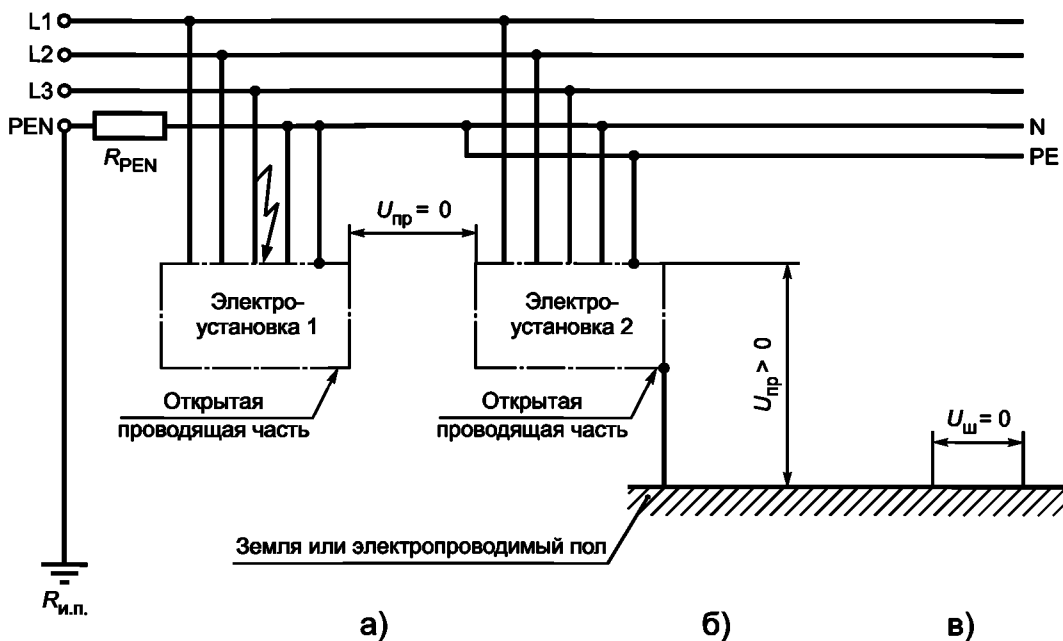 L1
L2
L3
PEN
N
PE
R_PEN
U_пр = 0
Электро-
установка 1
Электро-
установка 2
U_пр > 0
Открытая
проводящая часть
Открытая
проводящая часть
U_ш = 0
Земля или электропроводимый пол
R_и.п.
а)
б)
в)